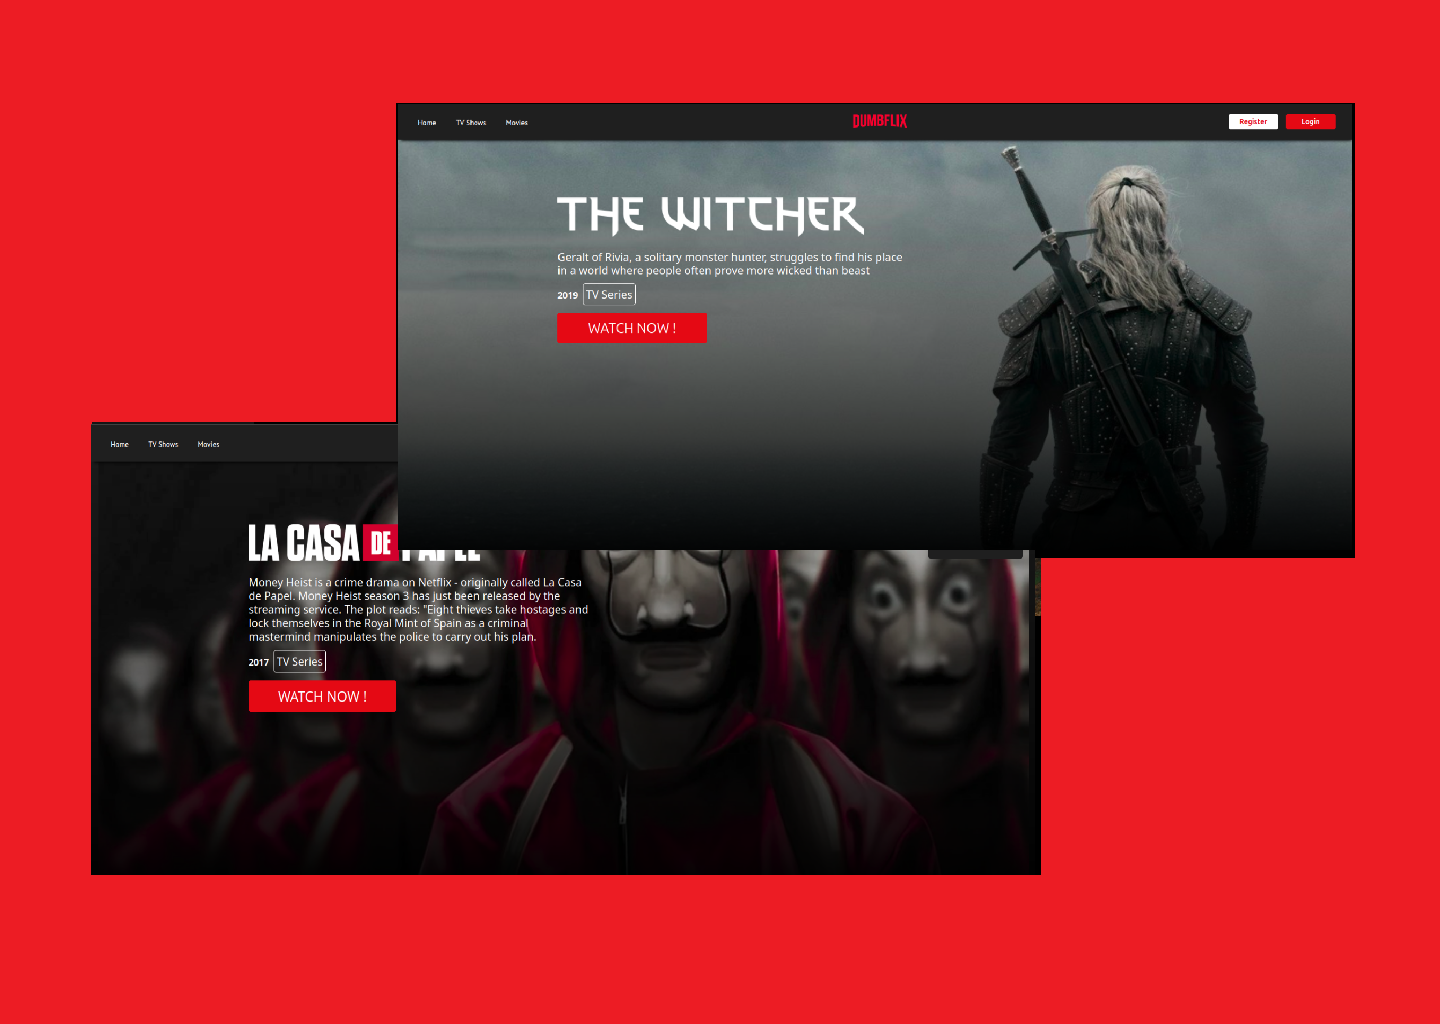 Home TV Shows Movies DUMBFLIX Register Login
THE WITCHER
Geralt of Rivia, a solitary monster hunter, struggles to find his place
in a world where people often prove more wicked than beast
2019 TV Series
WATCH NOW !
Home TV Shows Movies
LA CASA DE PAPEL
Money Heist is a crime drama on Netflix - originally called La Casa
de Papel. Money Heist season 3 has just been released by the
streaming service. The plot reads: "Eight thieves take hostages and
lock themselves in the Royal Mint of Spain as a criminal
mastermind manipulates the police to carry out his plan.
2017 TV Series
WATCH NOW !